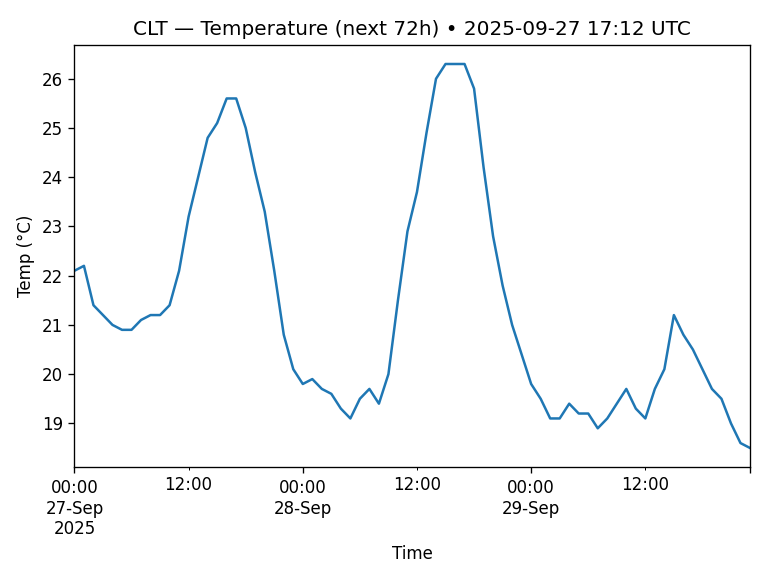 CLT — Temperature (next 72h) • 2025-09-27 17:12 UTC
Temp (°C)
26
25
24
23
22
21
20
19
00:00 12:00 00:00 12:00 00:00 12:00
27-Sep 28-Sep 29-Sep
2025
Time